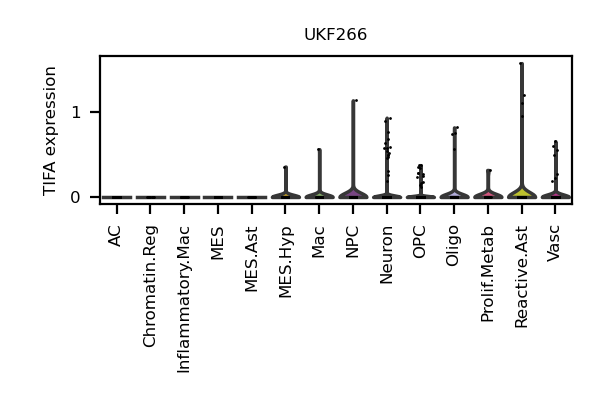 UKF266
TIFA expression
1
0
AC
Chromatin.Reg
Inflammatory.Mac
MES
MES.Ast
MES.Hyp
Mac
NPC
Neuron
OPC
Oligo
Prolif.Metab
Reactive.Ast
Vasc